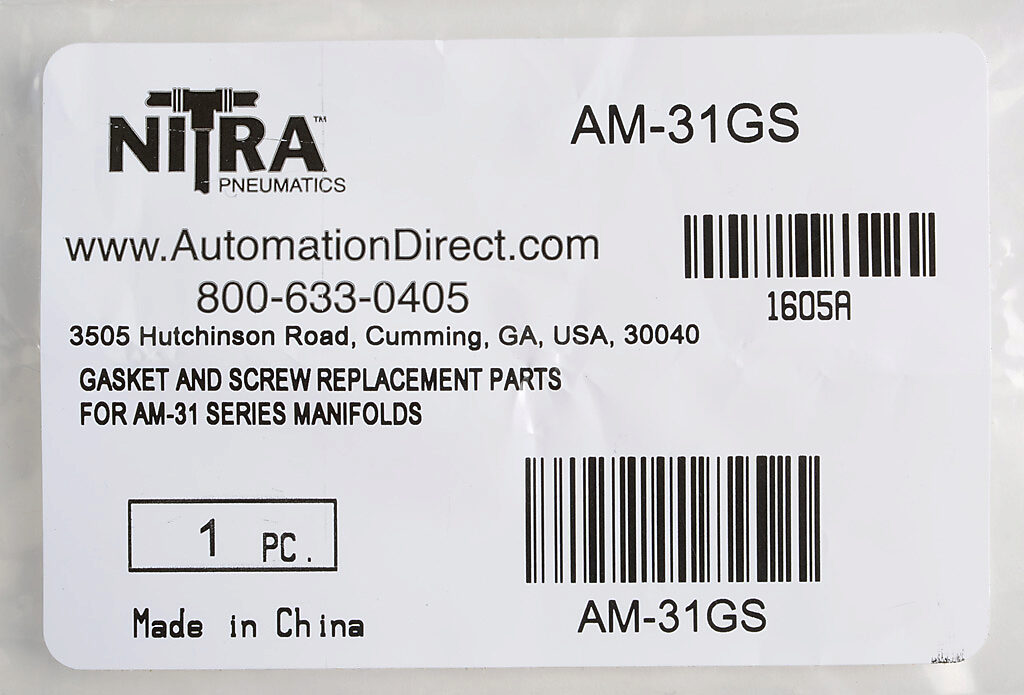 NITRA™
PNEUMATICS
AM-31GS
www.AutomationDirect.com
800-633-0405
1605A
3505 Hutchinson Road, Cumming, GA, USA, 30040
GASKET AND SCREW REPLACEMENT PARTS
FOR AM-31 SERIES MANIFOLDS
1 PC.
AM-31GS
Made in China